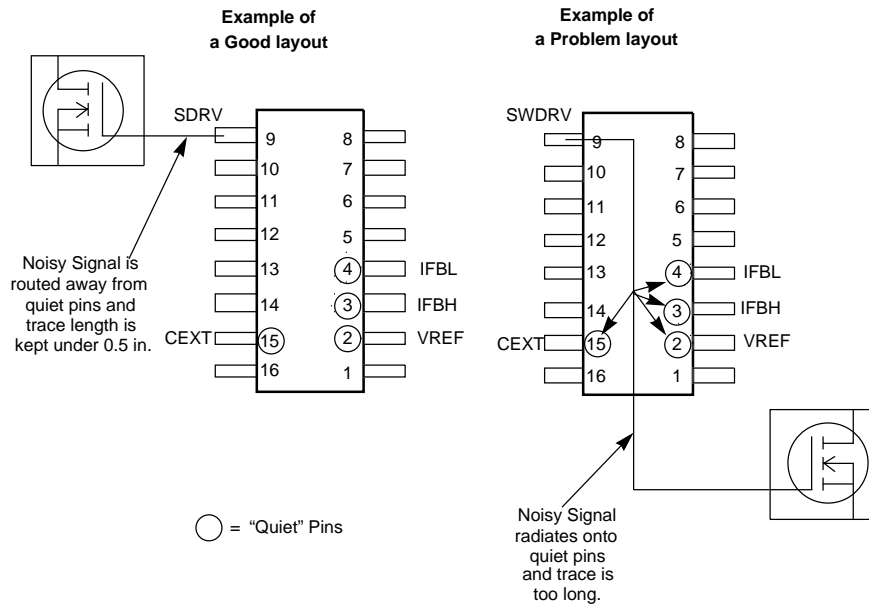 Example of
a Good layout
SDRV
9
10
11
12
13
14
15
16
8
7
6
5
4
3
2
1
CEXT
IFBL
IFBH
VREF
Noisy Signal is
routed away from
quiet pins and
trace length is
kept under 0.5 in.
= “Quiet” Pins
Example of
a Problem layout
SWDRV
9
10
11
12
13
14
15
16
8
7
6
5
4
3
2
1
CEXT
IFBL
IFBH
VREF
Noisy Signal
radiates onto
quiet pins
and trace is
too long.